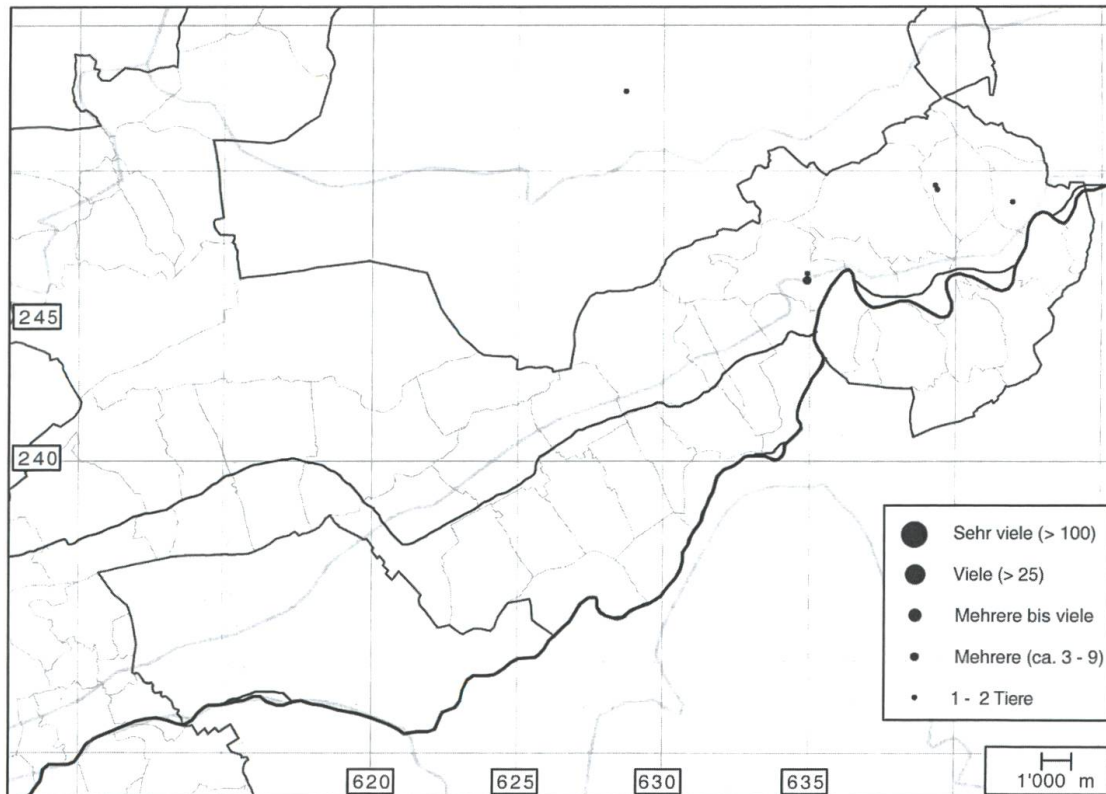 245
240
Sehr viele (> 100)
Viele (> 25)
Mehrere bis viele
Mehrere (ca. 3 - 9)
1 - 2 Tiere
620
625
630
635
1'000 m